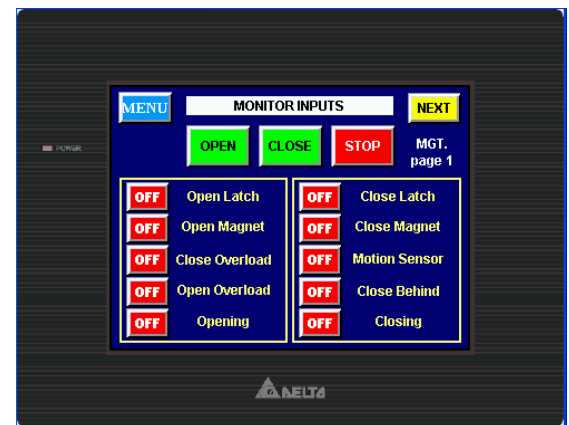 MENU
MONITOR INPUTS
NEXT
OPEN
CLOSE
STOP
MGT.
page 1
POWER
OFF Open Latch
OFF Close Latch
OFF Open Magnet
OFF Close Magnet
OFF Close Overload
OFF Motion Sensor
OFF Open Overload
OFF Close Behind
OFF Opening
OFF Closing
DELTA